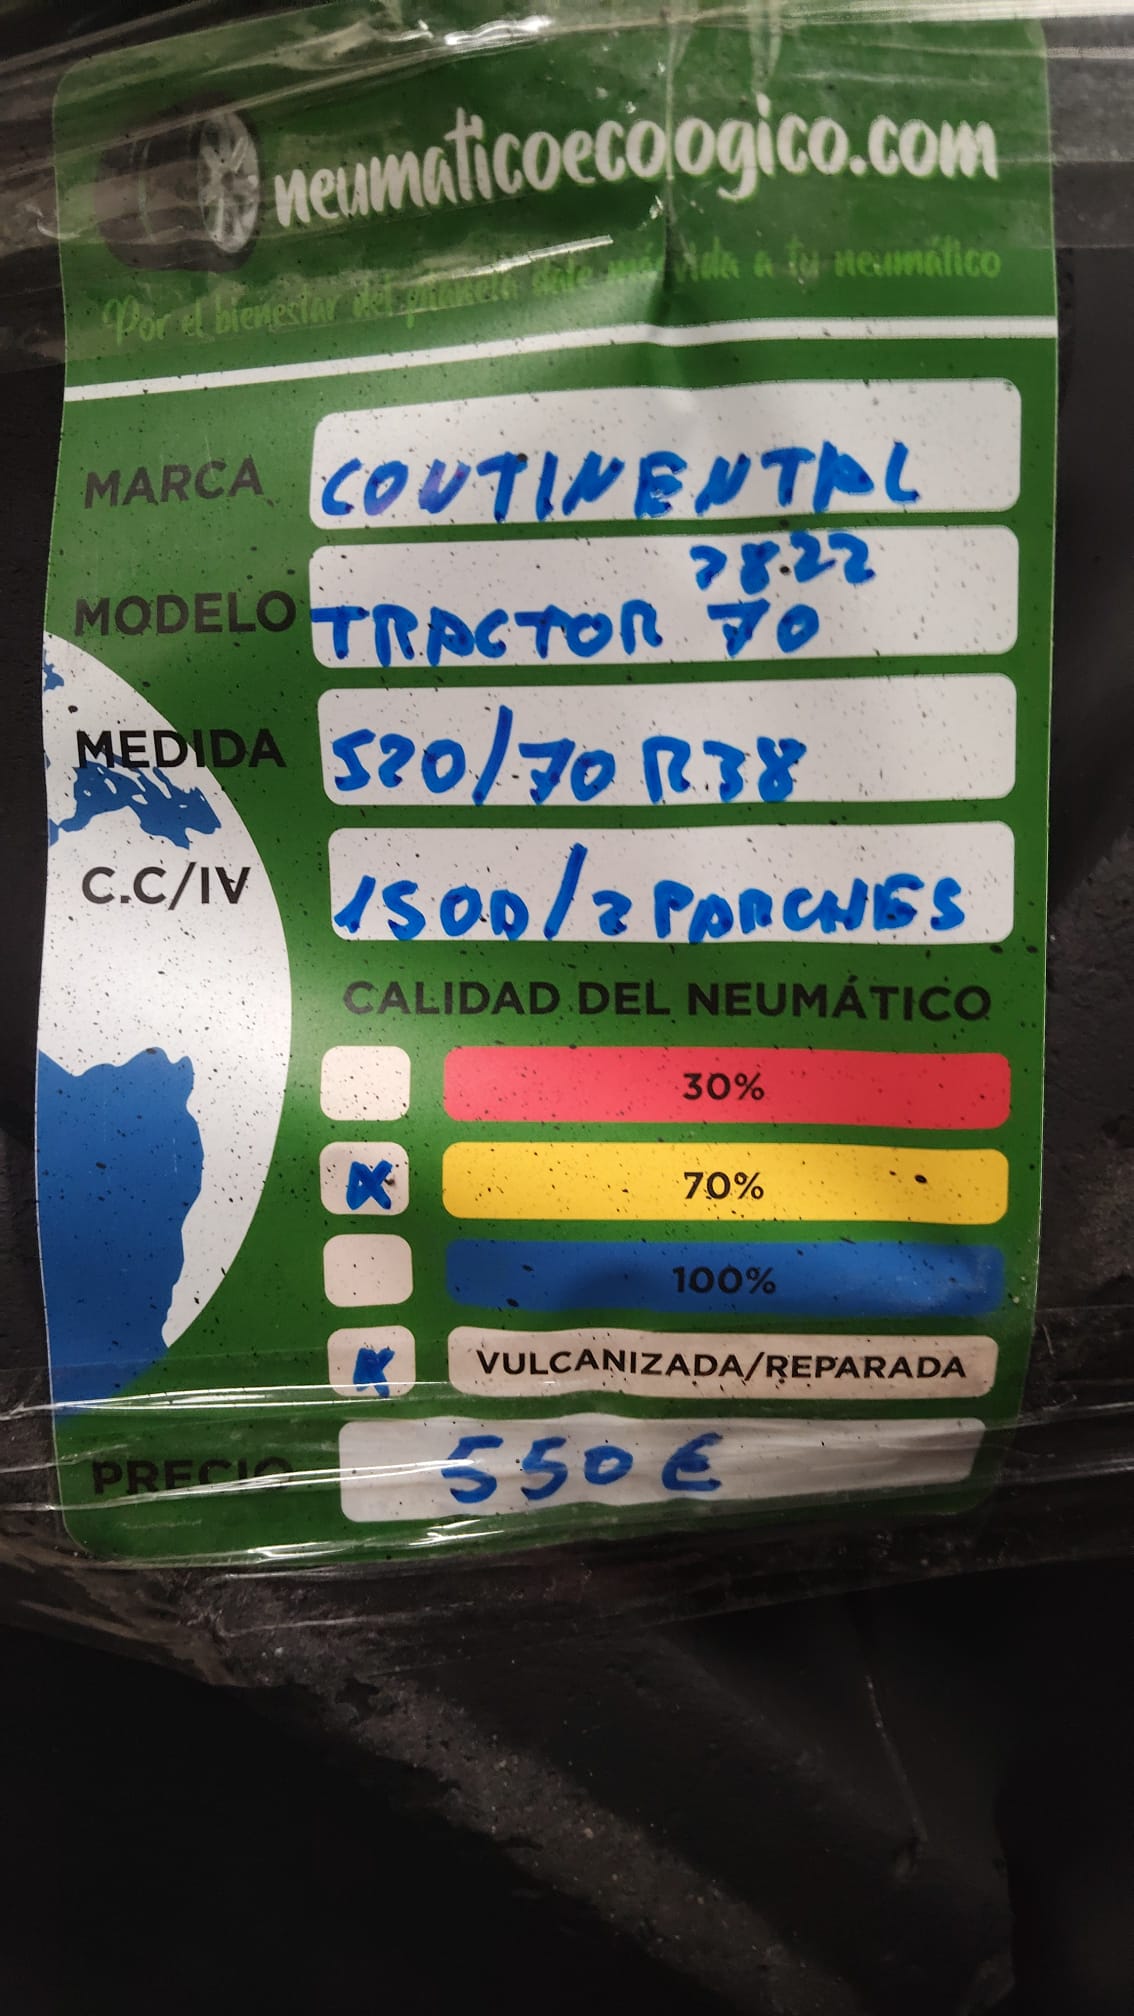 neumaticoecologico.com
Por el bienestar del planeta dale más vida a tu neumático
MARCA CONTINENTAL
2822
MODELO TRACTOR 70
MEDIDA 520/70 R38
C.C/IV 150D/2 PARCHES
CALIDAD DEL NEUMÁTICO
30%
X 70%
100%
X VULCANIZADA/REPARADA
PRECIO 550 €